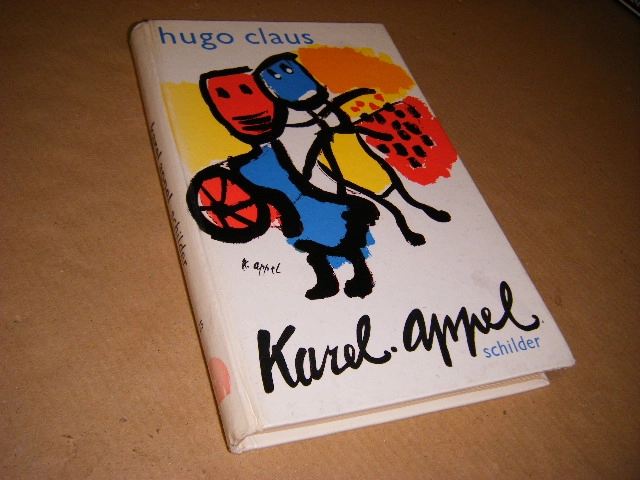 hugo claus
k. appel
Karel. appel.
schilder
karel appel schilder